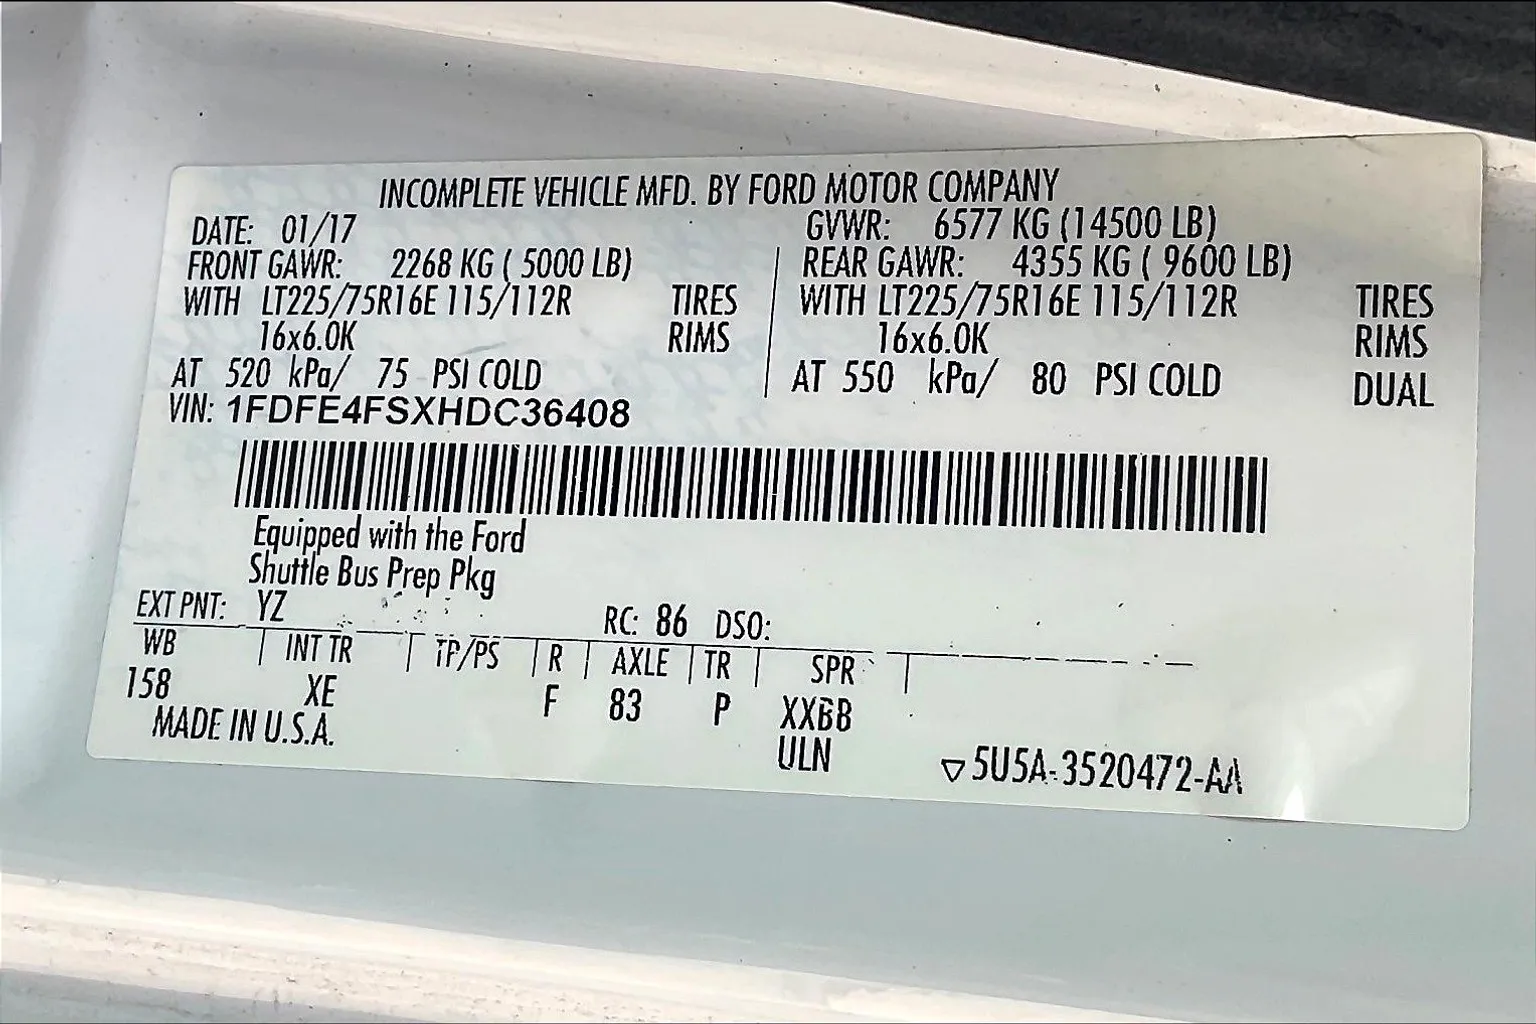 INCOMPLETE VEHICLE MFD. BY FORD MOTOR COMPANY
DATE: 01/17 GVWR: 6577 KG (14500 LB)
FRONT GAWR: 2268 KG ( 5000 LB) REAR GAWR: 4355 KG ( 9600 LB)
WITH LT225/75R16E 115/112R TIRES WITH LT225/75R16E 115/112R TIRES
16x6.0K RIMS 16x6.0K RIMS
AT 520 kPa/ 75 PSI COLD AT 550 kPa/ 80 PSI COLD DUAL
VIN: 1FDFE4FSXHDC36408
Equipped with the Ford
Shuttle Bus Prep Pkg
EXT PNT: YZ RC: 86 DSO:
WB INT TR TP/PS R AXLE TR SPR
158 XE F 83 P XXBB
MADE IN U.S.A. ULN ▽5U5A-3520472-AA